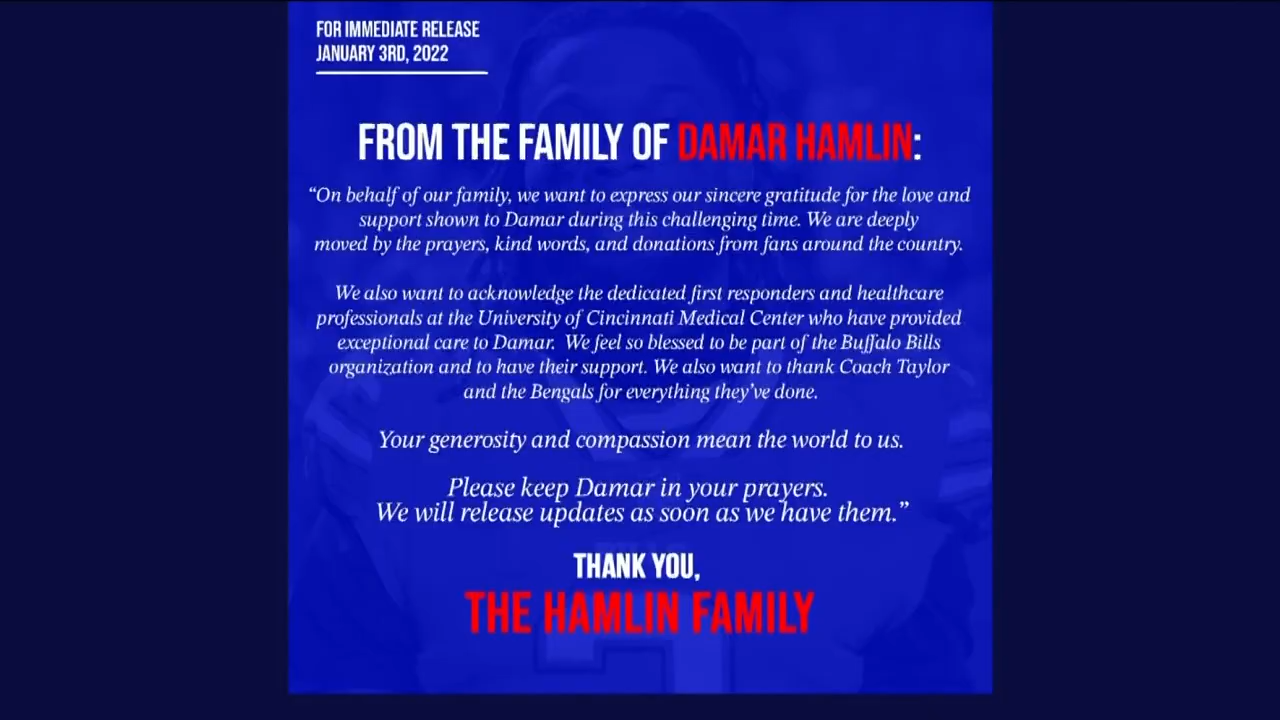 FOR IMMEDIATE RELEASE
JANUARY 3RD, 2022
FROM THE FAMILY OF DAMAR HAMLIN:
“On behalf of our family, we want to express our sincere gratitude for the love and
support shown to Damar during this challenging time. We are deeply
moved by the prayers, kind words, and donations from fans around the country.
We also want to acknowledge the dedicated first responders and healthcare
professionals at the University of Cincinnati Medical Center who have provided
exceptional care to Damar. We feel so blessed to be part of the Buffalo Bills
organization and to have their support. We also want to thank Coach Taylor
and the Bengals for everything they’ve done.
Your generosity and compassion mean the world to us.
Please keep Damar in your prayers.
We will release updates as soon as we have them.”
THANK YOU,
THE HAMLIN FAMILY